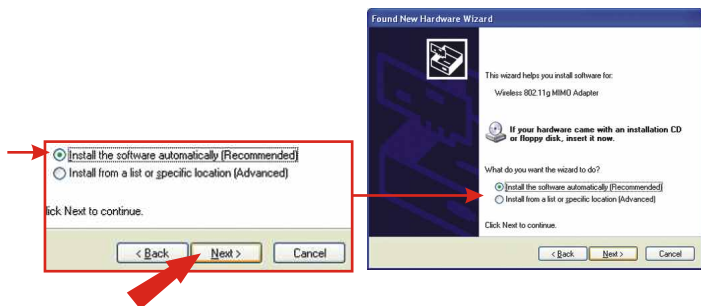 Install the software automatically (Recommended)
Install from a list or specific location (Advanced)
lick Next to continue.
< Back
Next >
Cancel
Found New Hardware Wizard
This wizard helps you install software for:
Wireless 802.11g MIMO Adapter
If your hardware came with an installation CD
or floppy disk, insert it now.
What do you want the wizard to do?
Install the software automatically (Recommended)
Install from a list or specific location (Advanced)
Click Next to continue.
< Back
Next >
Cancel